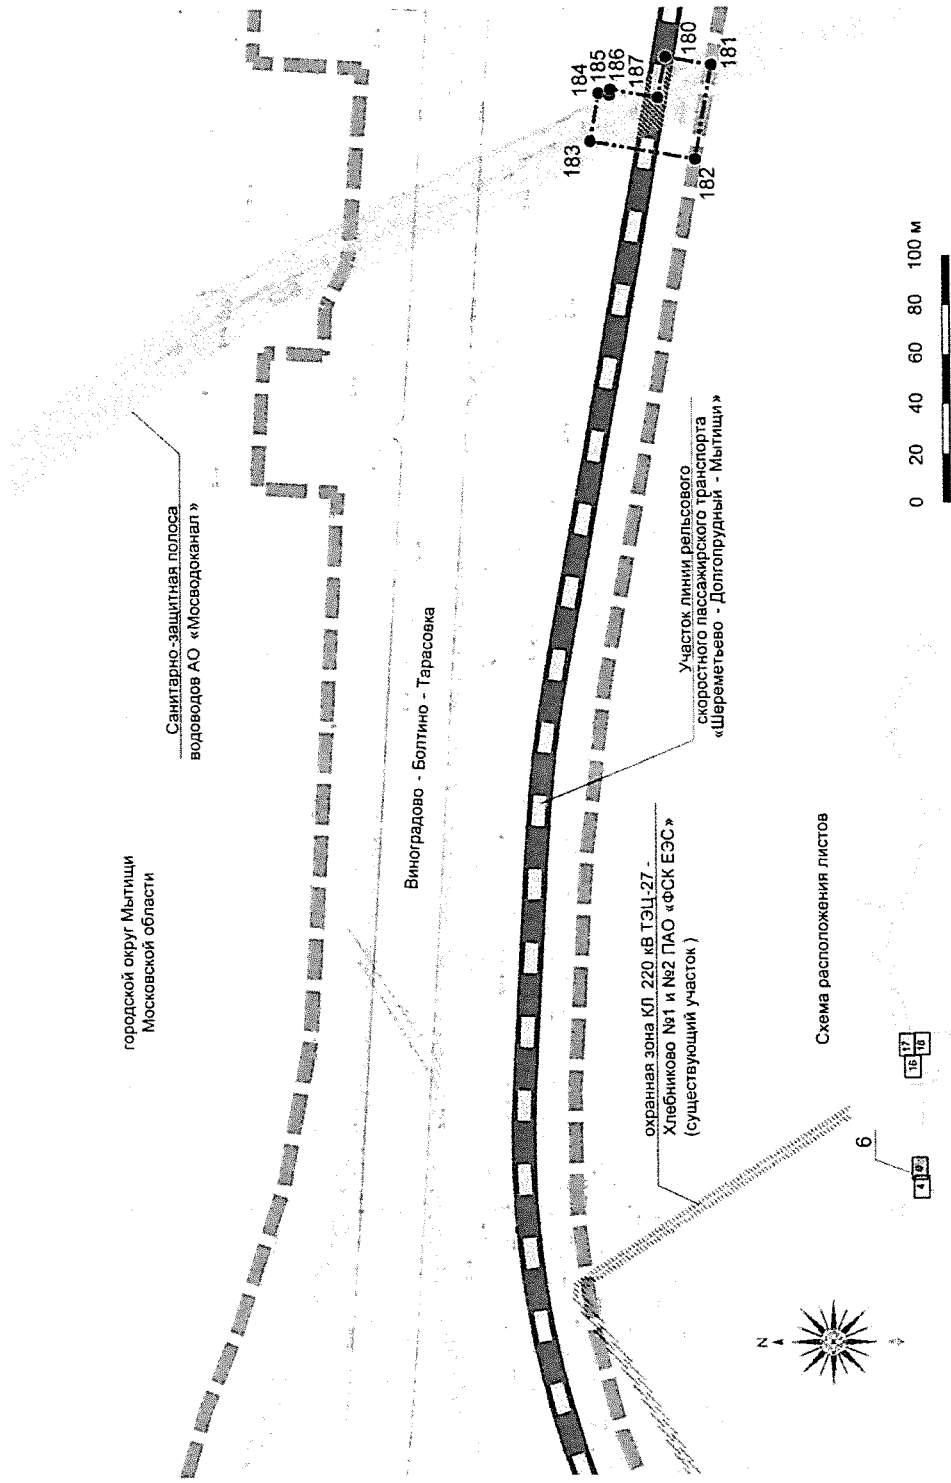 городской округ Мытищи
Московской области
Санитарно-защитная полоса
водоводов АО «Мосводоканал»
Виноградово - Болтино - Тарасовка
183
184
185
186
187
180
181
182
Участок линии рельсового
скоростного пассажирского транспорта
«Шереметьево - Долгопрудный - Мытищи»
охранная зона КЛ 220 кВ ТЭЦ-27 -
Хлебниково №1 и №2 ПАО «ФСК ЕЭС»
(существующий участок)
Схема расположения листов
N
6
4
16
17
18
0 20 40 60 80 100 м